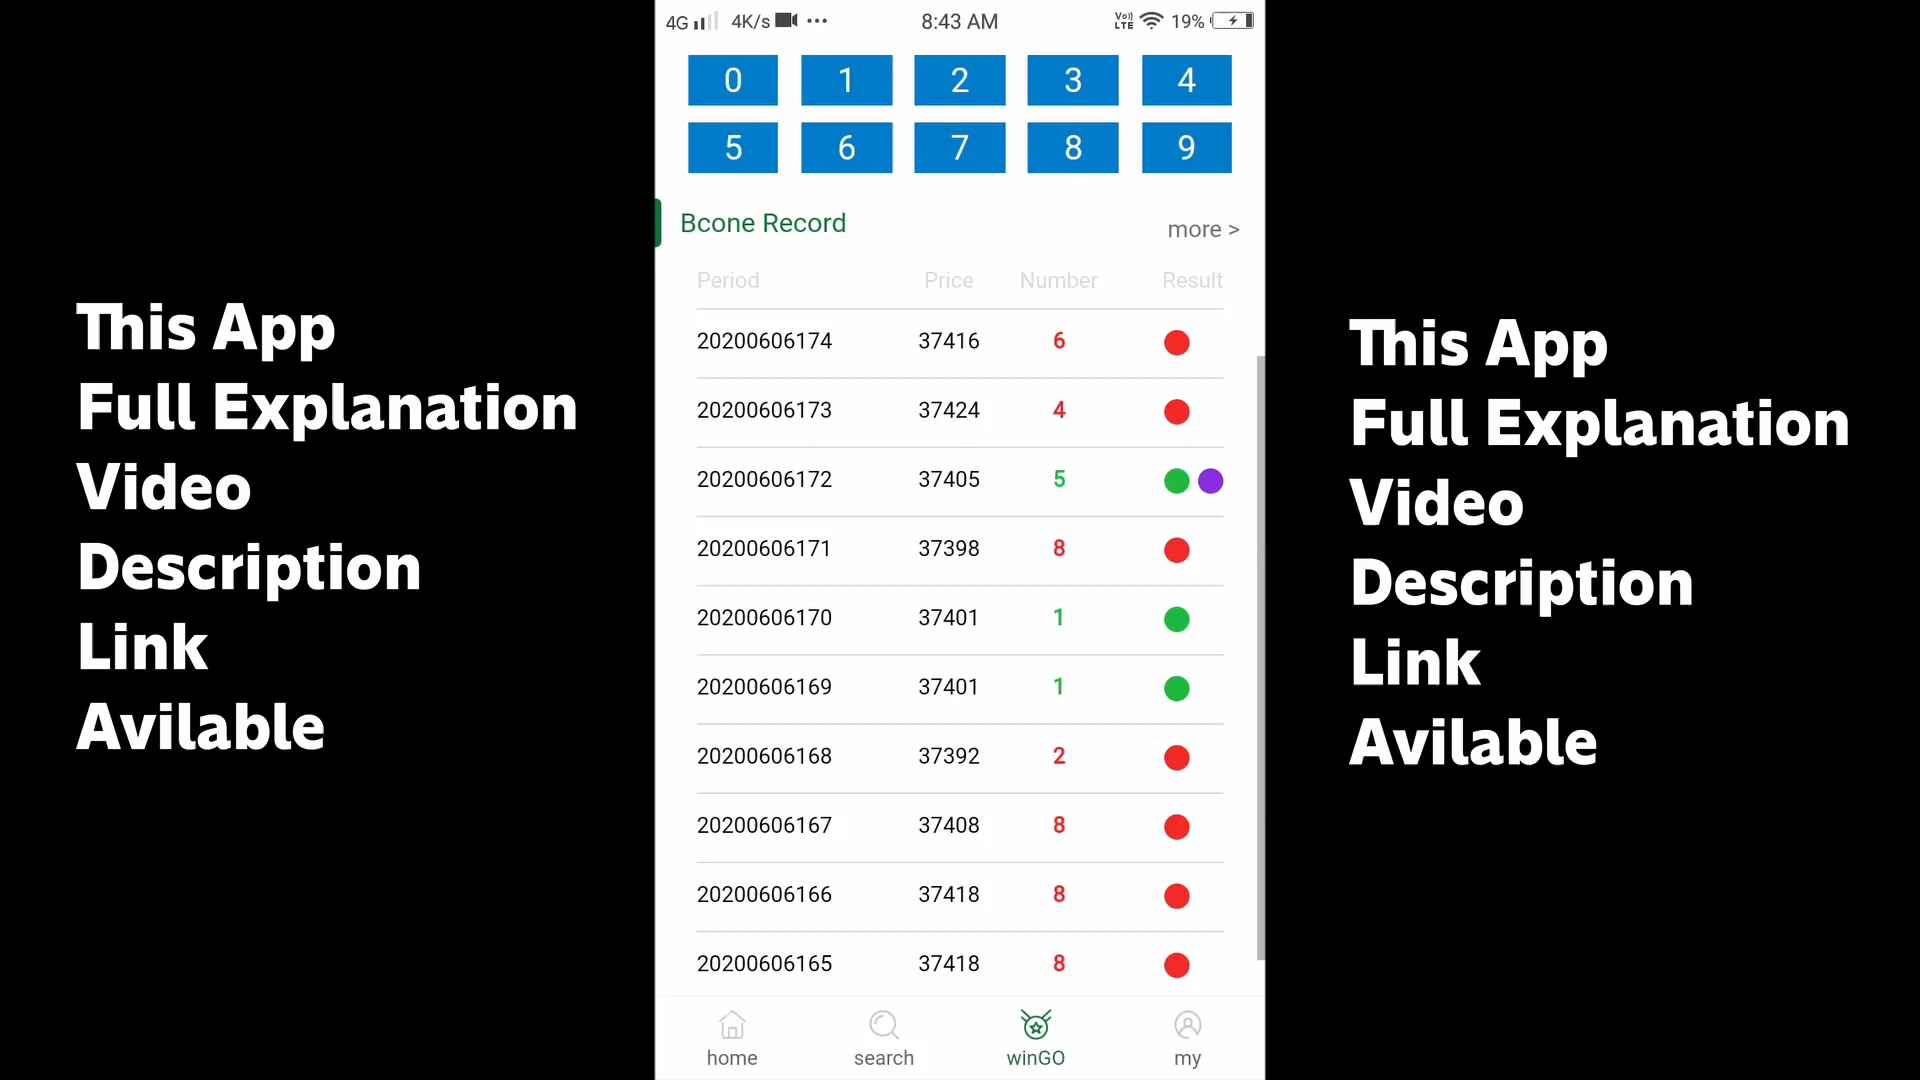 4G 4K/s 8:43 AM Vo)) LTE 19%
0 1 2 3 4
5 6 7 8 9
Bcone Record more >
Period Price Number Result
20200606174 37416 6
20200606173 37424 4
20200606172 37405 5
20200606171 37398 8
20200606170 37401 1
20200606169 37401 1
20200606168 37392 2
20200606167 37408 8
20200606166 37418 8
20200606165 37418 8
home search winGO my
This App
Full Explanation
Video
Description
Link
Avilable
This App
Full Explanation
Video
Description
Link
Avilable